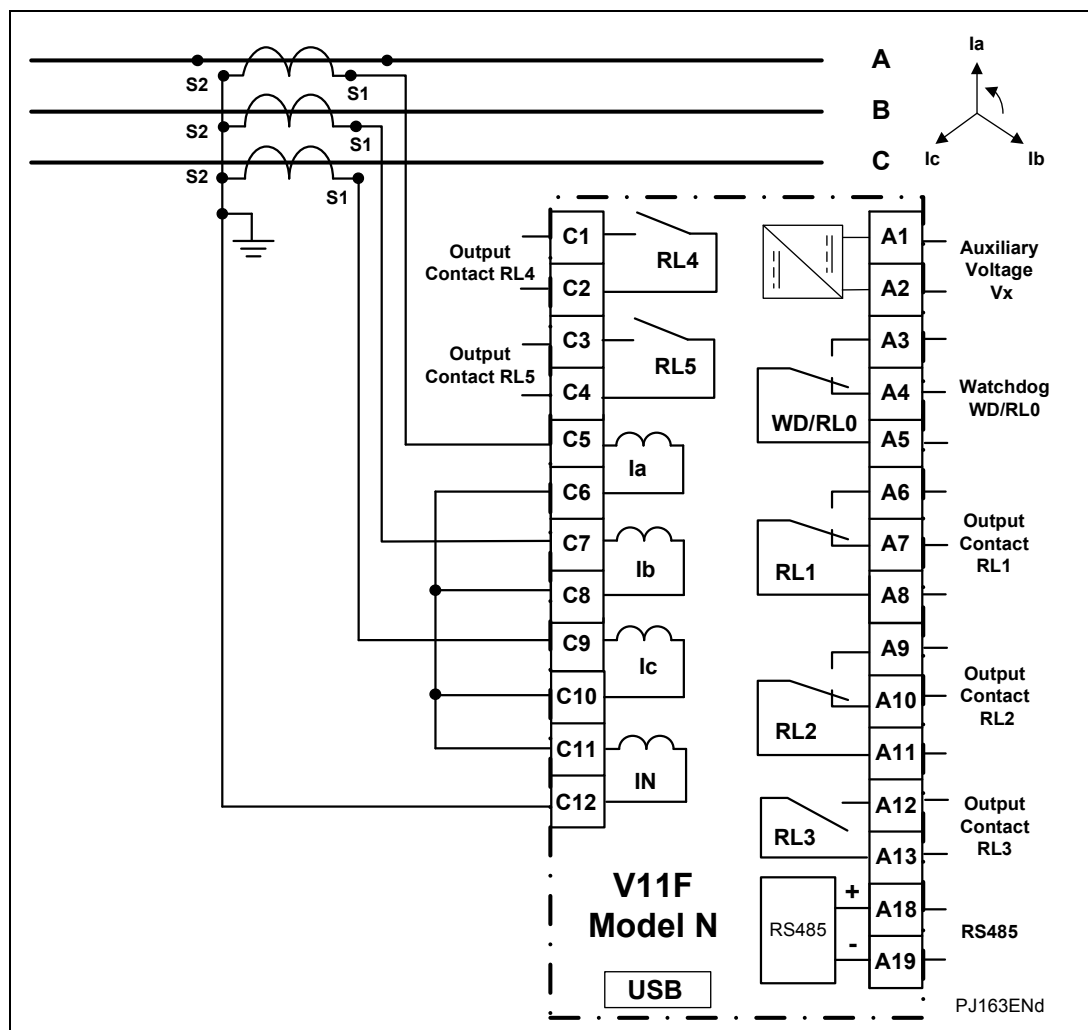 Ia
A
S2
S1
B
S2
S1
C
Ic
Ib
S2
S1
Output
Contact RL4
C1
C2
RL4
Output
Contact RL5
C3
C4
RL5
C5
C6
Ia
C7
C8
Ib
C9
C10
Ic
C11
C12
IN
A1
A2
Auxiliary
Voltage
Vx
A3
A4
A5
WD/RL0
Watchdog
WD/RL0
A6
A7
A8
RL1
Output
Contact
RL1
A9
A10
A11
RL2
Output
Contact
RL2
A12
A13
RL3
Output
Contact
RL3
V11F
Model N
USB
RS485
+
-
A18
A19
RS485
PJ163ENd